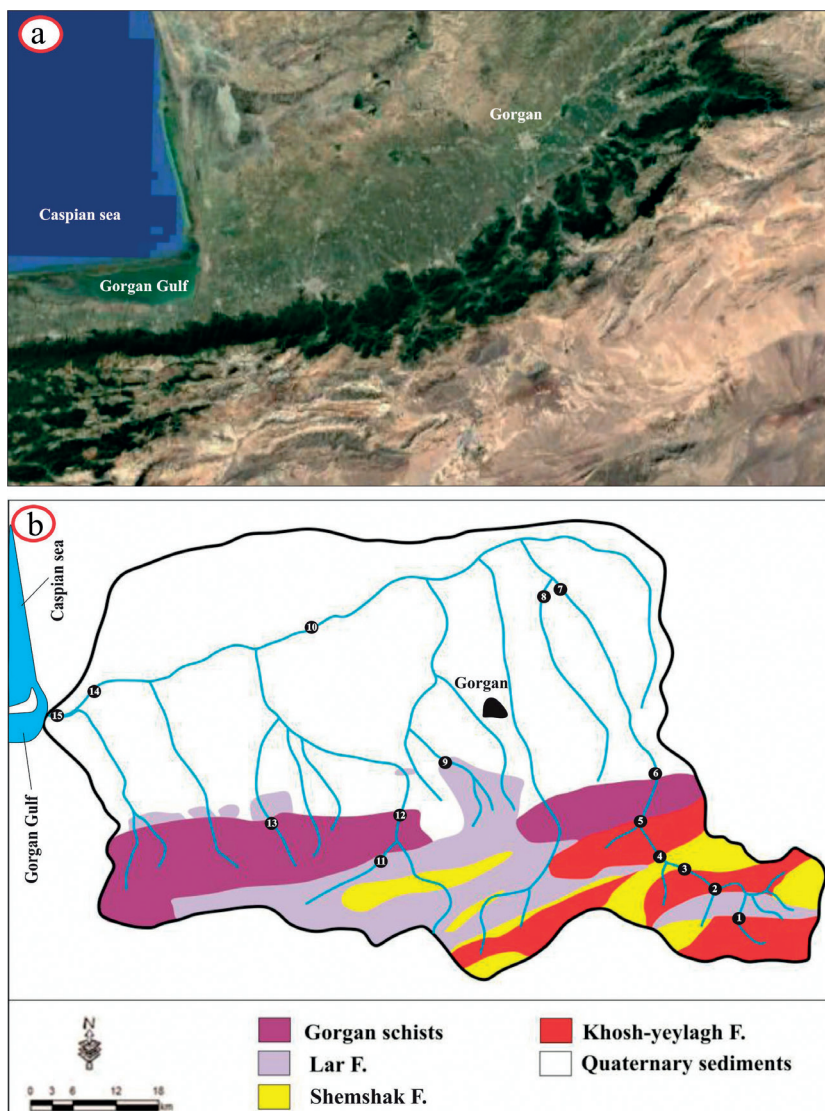 a
Gorgan
Caspian sea
Gorgan Gulf
b
Caspian sea
Gorgan Gulf
7
8
10
Gorgan
14
15
9
6
12
13
5
11
4
3
2
1
N
0 3 6 12 18
km
Gorgan schists
Lar F.
Shemshak F.
Khosh-yeylagh F.
Quaternary sediments